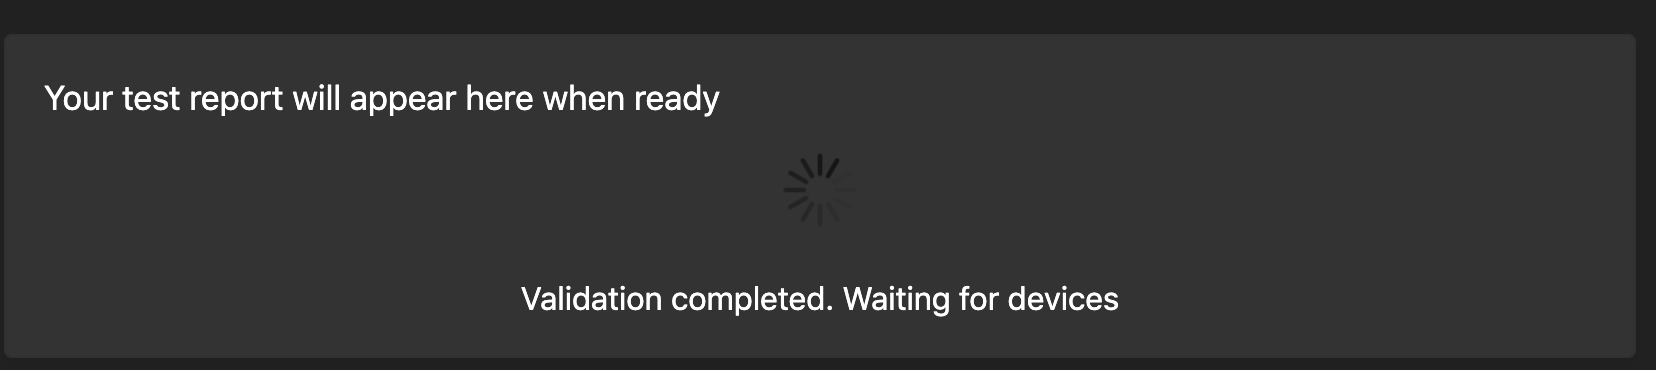 Your test report will appear here when ready
Validation completed. Waiting for devices